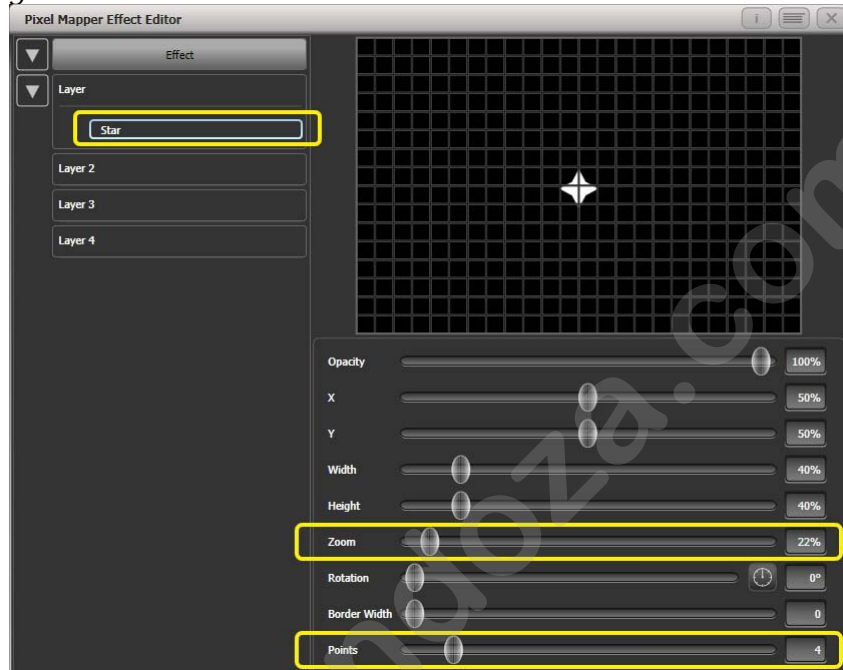 Pixel Mapper Effect Editor
Effect
Layer
Star
Layer 2
Layer 3
Layer 4
Opacity 100%
X 50%
Y 50%
Width 40%
Height 40%
Zoom 22%
Rotation 0°
Border Width 0
Points 4